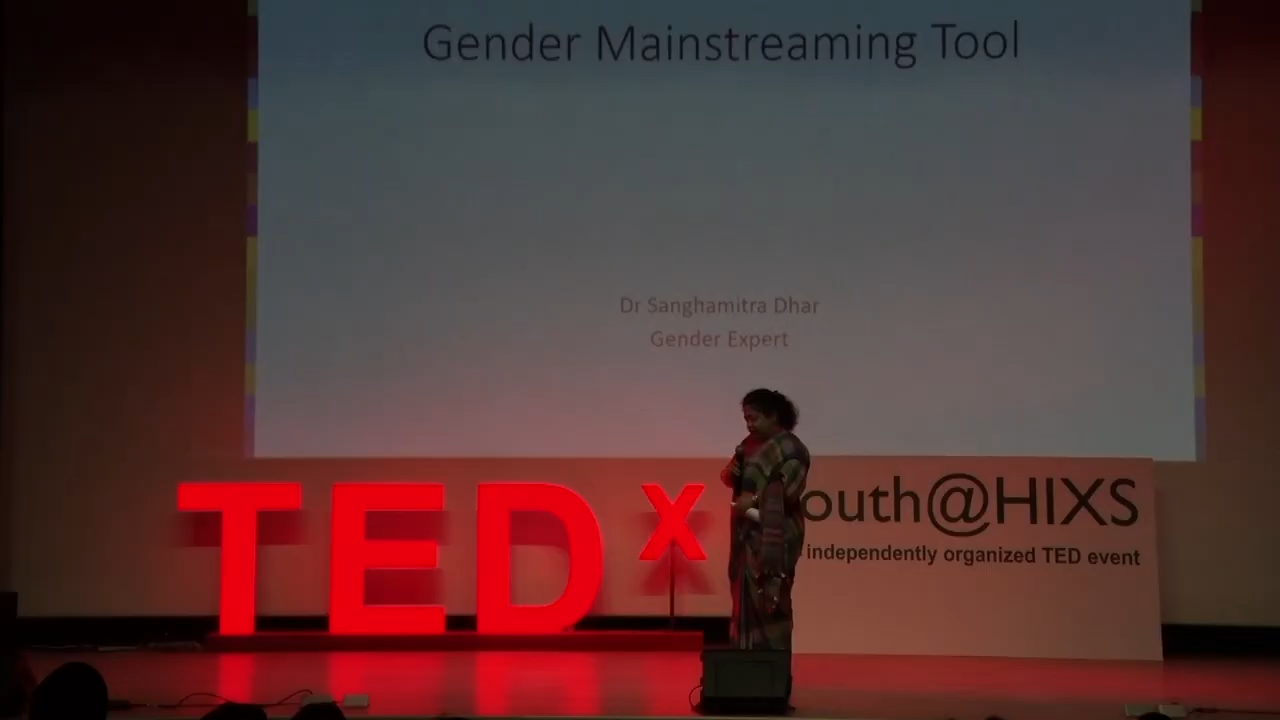 Gender Mainstreaming Tool
Dr Sanghamitra Dhar
Gender Expert
TEDx
outh@HIXS
independently organized TED event